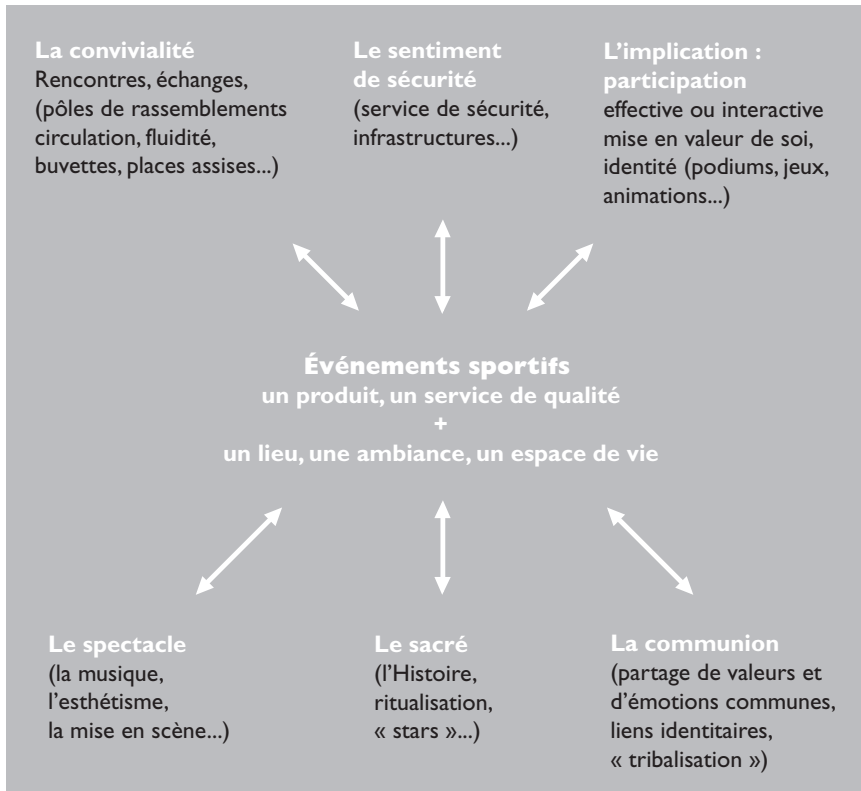 La convivialité
Rencontres, échanges,
(pôles de rassemblements
circulation, fluidité,
buvettes, places assises...)
Le sentiment
de sécurité
(service de sécurité,
infrastructures...)
L’implication :
participation
effective ou interactive
mise en valeur de soi,
identité (podiums, jeux,
animations...)
Événements sportifs
un produit, un service de qualité
+
un lieu, une ambiance, un espace de vie
Le spectacle
(la musique,
l’esthétisme,
la mise en scène...)
Le sacré
(l’Histoire,
ritualisation,
« stars »...)
La communion
(partage de valeurs et
d’émotions communes,
liens identitaires,
« tribalisation »)